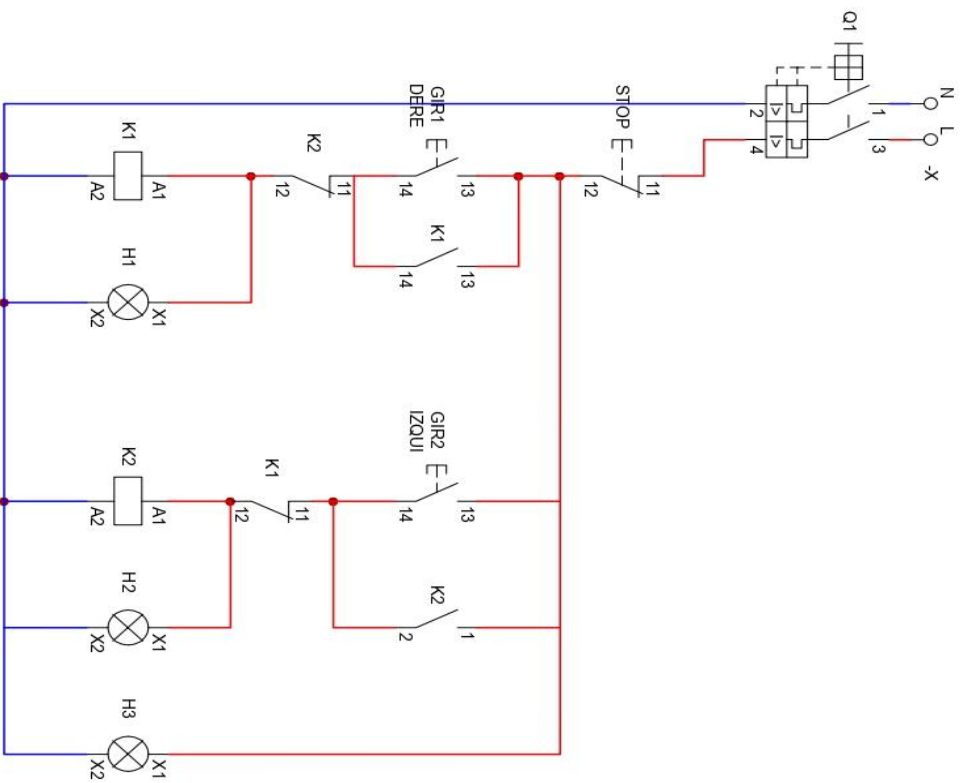 N
L
-X
Q1
1
3
2
4
STOP
11
12
GIR1
DERE
13
14
K1
13
14
GIR2
IZQUI
13
14
K2
1
2
K2
11
12
K1
11
12
K1
A1
A2
H1
X1
X2
K2
A1
A2
H2
X1
X2
H3
X1
X2